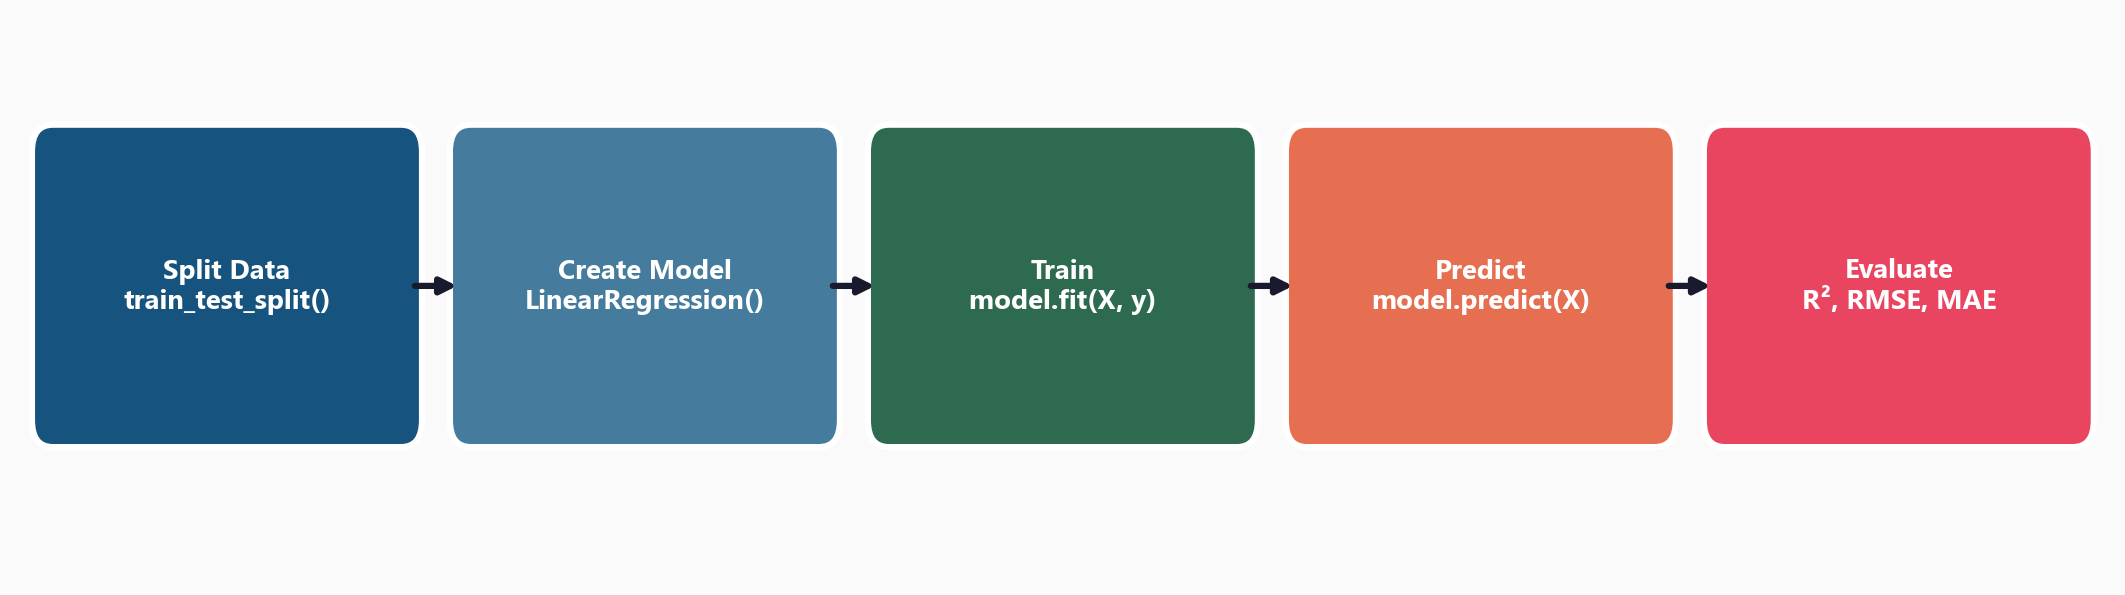 Split Data
train_test_split()
Create Model
LinearRegression()
Train
model.fit(X, y)
Predict
model.predict(X)
Evaluate
R², RMSE, MAE